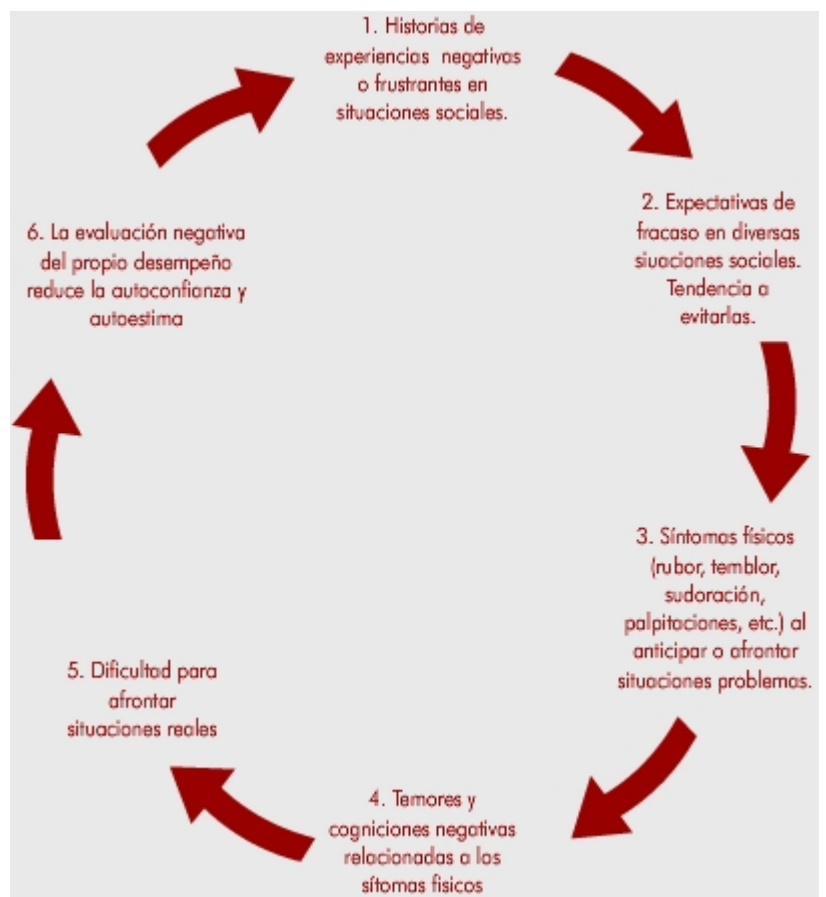 1. Historias de
experiencias negativas
o frustrantes en
situaciones sociales.
2. Expectativas de
fracaso en diversas
siuaciones sociales.
Tendencia a
evitarlas.
3. Síntomas físicos
(rubor, temblor,
sudoración,
palpitaciones, etc.) al
anticipar o afrontar
situaciones problemas.
4. Temores y
cogniciones negativas
relacionadas a los
sítomas fisicos
5. Dificultad para
afrontar
situaciones reales
6. La evaluación negativa
del propio desempeño
reduce la autoconfianza y
autoestima